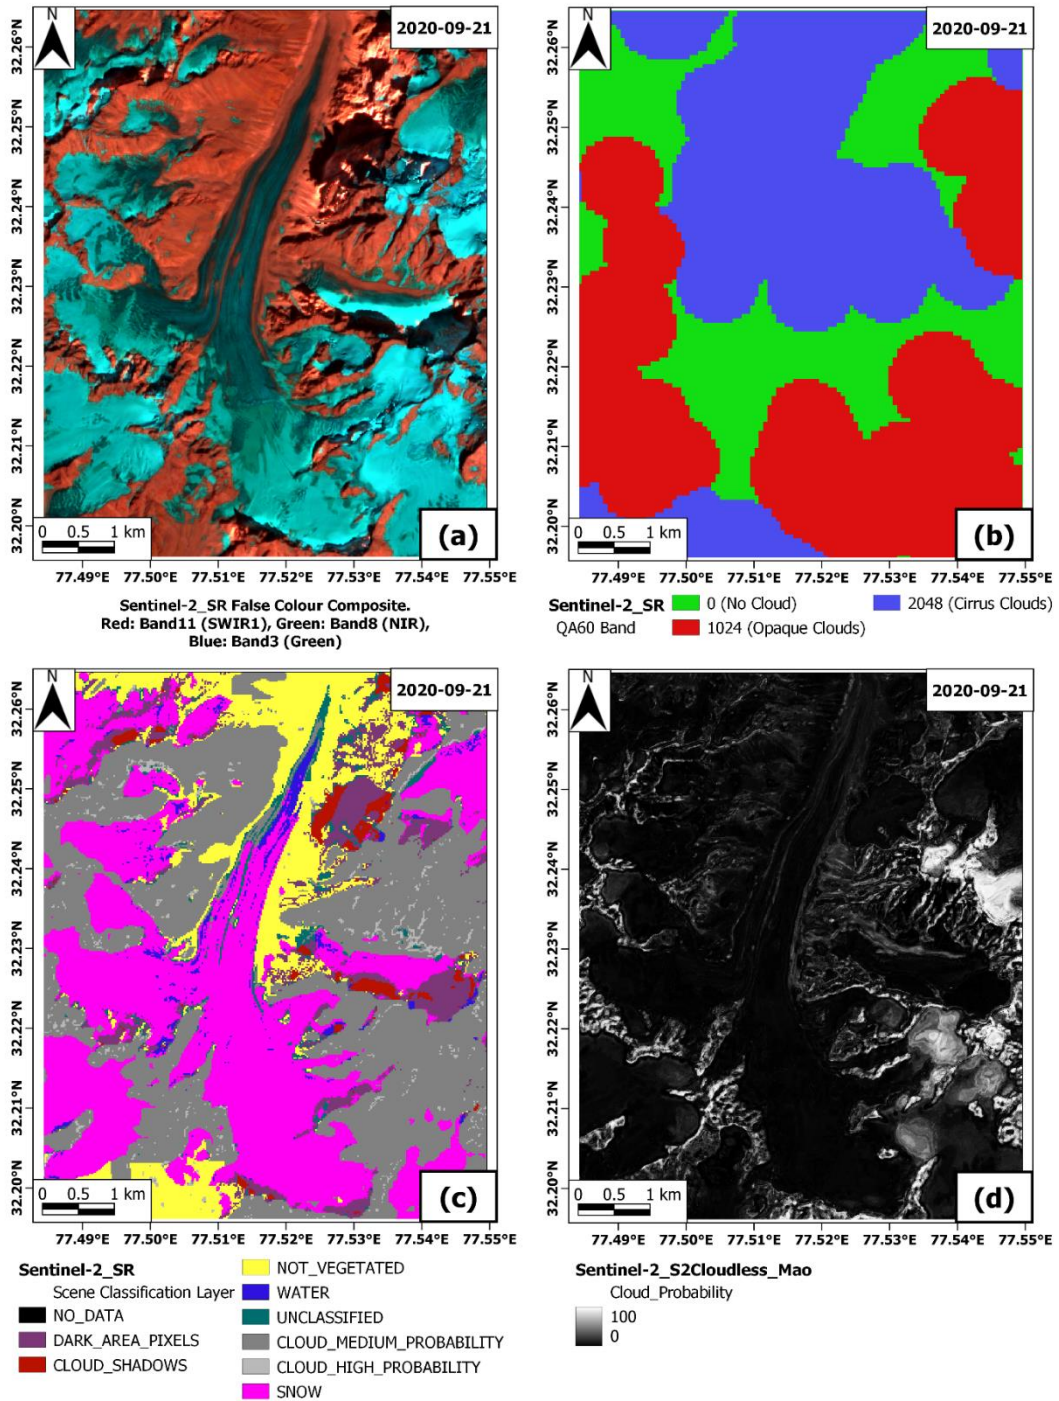 N
2020-09-21
32.26°N
32.25°N
32.24°N
32.23°N
32.22°N
32.21°N
32.20°N
0 0.5 1 km
(a)
77.49°E 77.50°E 77.51°E 77.52°E 77.53°E 77.54°E 77.55°E
Sentinel-2_SR False Colour Composite.
Red: Band11 (SWIR1), Green: Band8 (NIR),
Blue: Band3 (Green)
N
2020-09-21
32.26°N
32.25°N
32.24°N
32.23°N
32.22°N
32.21°N
32.20°N
0 0.5 1 km
(b)
77.49°E 77.50°E 77.51°E 77.52°E 77.53°E 77.54°E 77.55°E
Sentinel-2_SR
QA60 Band
0 (No Cloud)
1024 (Opaque Clouds)
2048 (Cirrus Clouds)
N
2020-09-21
32.26°N
32.25°N
32.24°N
32.23°N
32.22°N
32.21°N
32.20°N
0 0.5 1 km
(c)
77.49°E 77.50°E 77.51°E 77.52°E 77.53°E 77.54°E 77.55°E
Sentinel-2_SR
Scene Classification Layer
NO_DATA
DARK_AREA_PIXELS
CLOUD_SHADOWS
NOT_VEGETATED
WATER
UNCLASSIFIED
CLOUD_MEDIUM_PROBABILITY
CLOUD_HIGH_PROBABILITY
SNOW
N
2020-09-21
32.26°N
32.25°N
32.24°N
32.23°N
32.22°N
32.21°N
32.20°N
0 0.5 1 km
(d)
77.49°E 77.50°E 77.51°E 77.52°E 77.53°E 77.54°E 77.55°E
Sentinel-2_S2Cloudless_Mao
Cloud_Probability
100
0